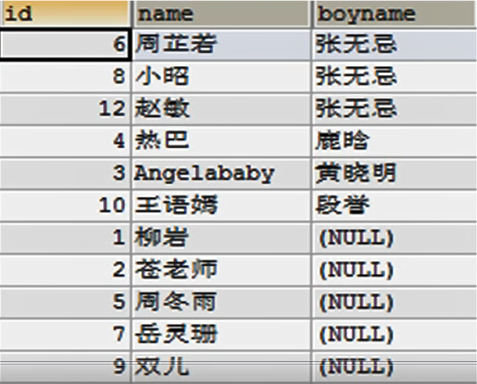 id name boyname
6 周芷若 张无忌
8 小昭 张无忌
12 赵敏 张无忌
4 热巴 鹿晗
3 Angelababy 黄晓明
10 王语嫣 段誉
1 柳岩 (NULL)
2 苍老师 (NULL)
5 周冬雨 (NULL)
7 岳灵珊 (NULL)
9 双儿 (NULL)